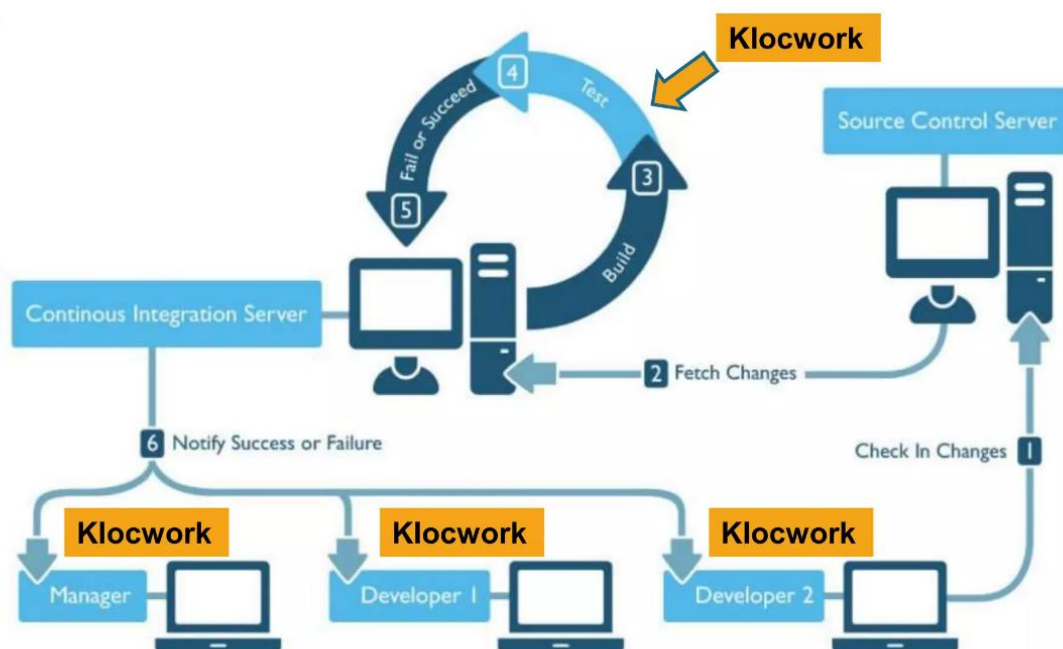 Klocwork
4
Test
Fail or Succeed
Source Control Server
3
5
Build
Continous Integration Server
2 Fetch Changes
6 Notify Success or Failure
Check In Changes 1
Klocwork
Klocwork
Klocwork
Manager
Developer 1
Developer 2